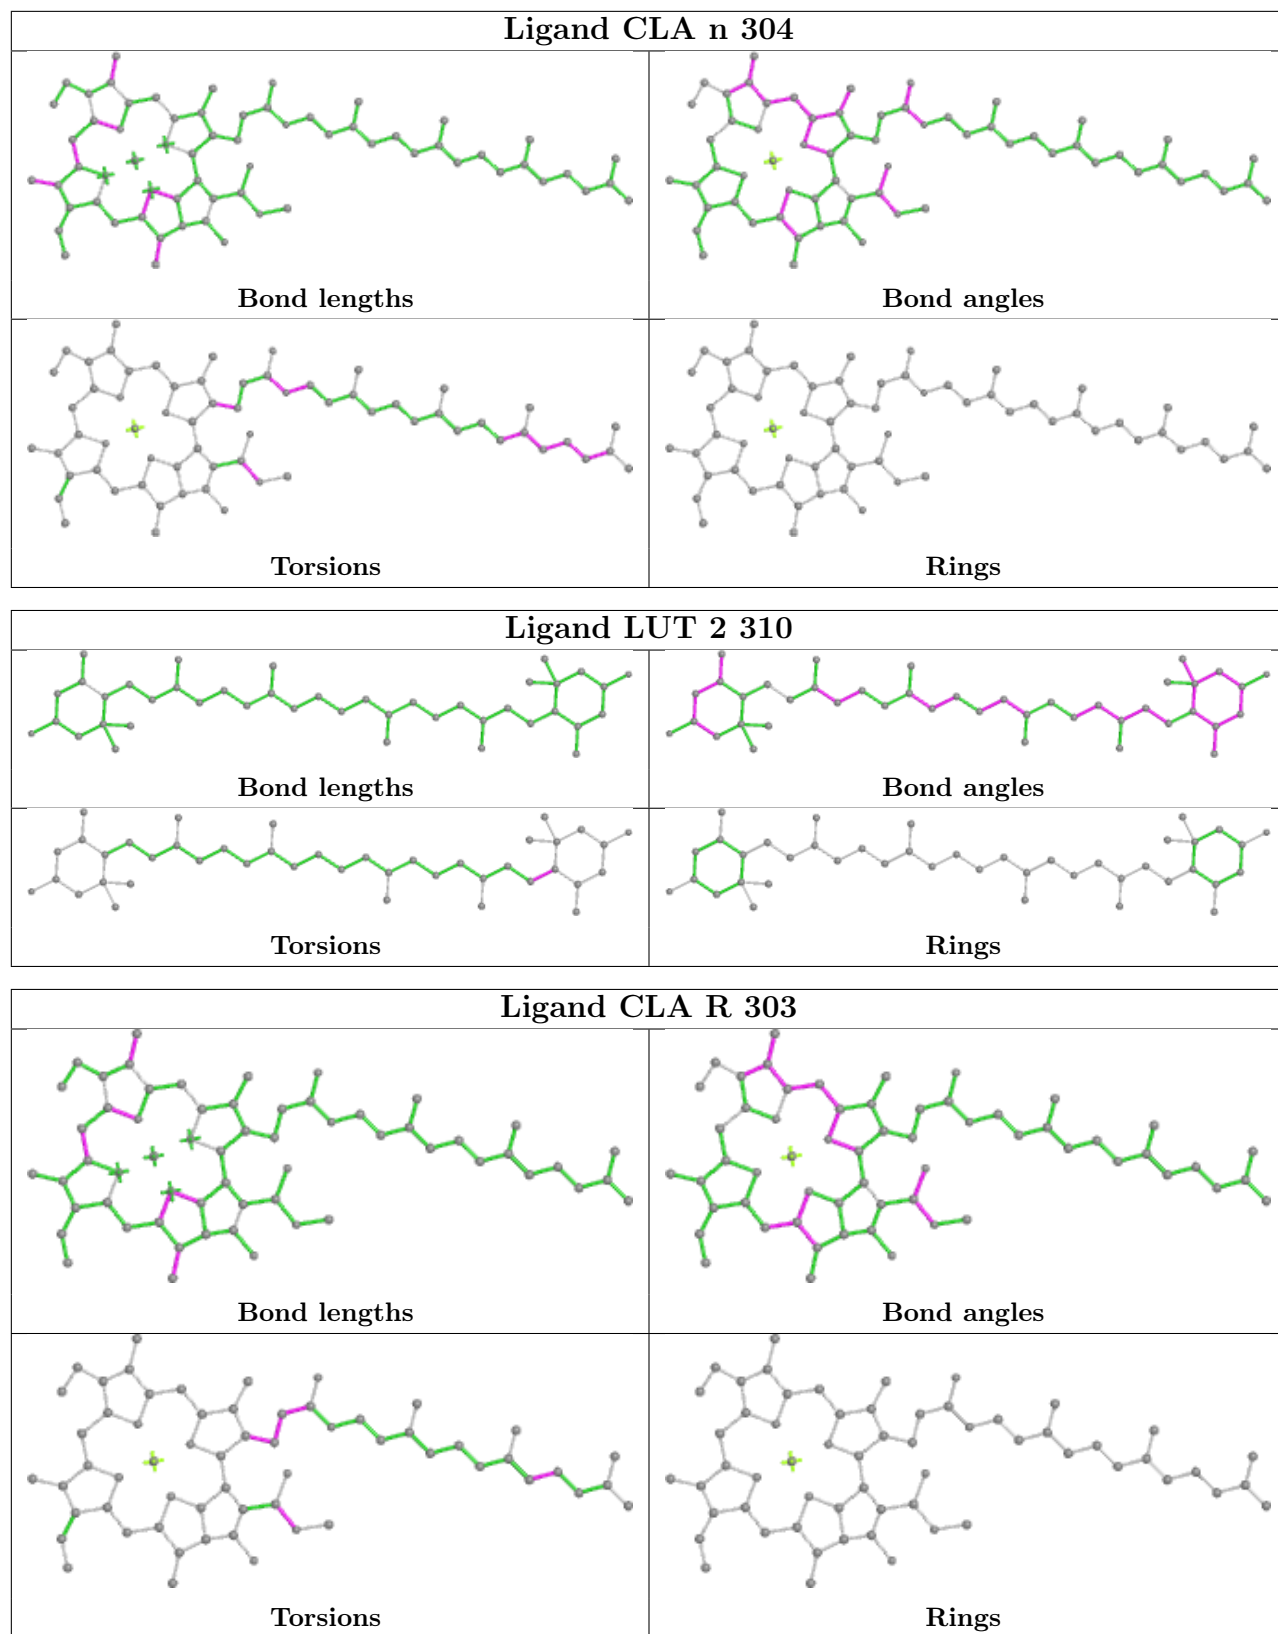 Ligand CLA n 304
Bond lengths
Bond angles
Torsions
Rings
Ligand LUT 2 310
Bond lengths
Bond angles
Torsions
Rings
Ligand CLA R 303
Bond lengths
Bond angles
Torsions
Rings